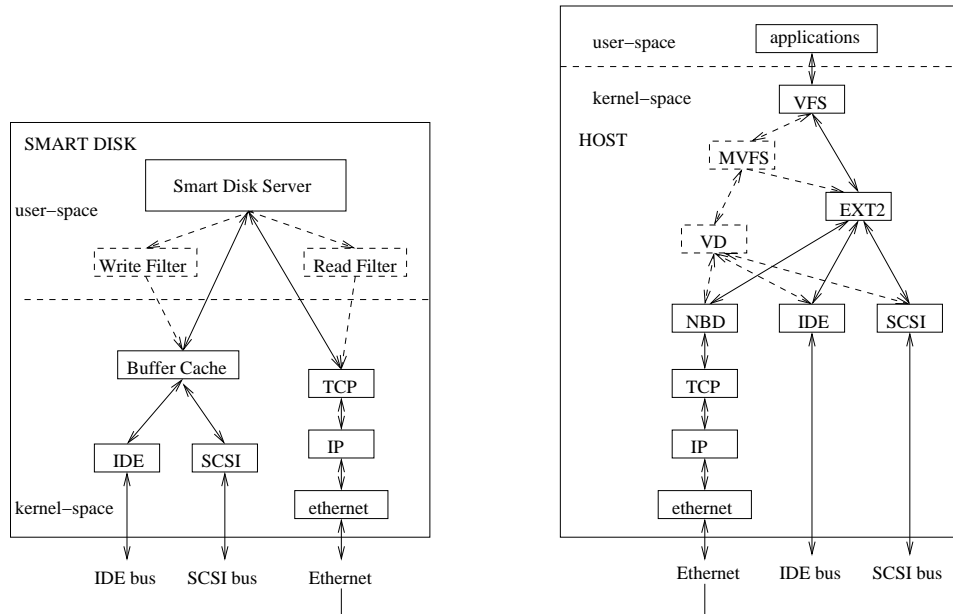 SMART DISK
Smart Disk Server
user-space
Write Filter
Read Filter
Buffer Cache
TCP
IDE
SCSI
IP
kernel-space
ethernet
IDE bus
SCSI bus
Ethernet
user-space
applications
kernel-space
VFS
HOST
MVFS
EXT2
VD
NBD
IDE
SCSI
TCP
IP
ethernet
Ethernet
IDE bus
SCSI bus